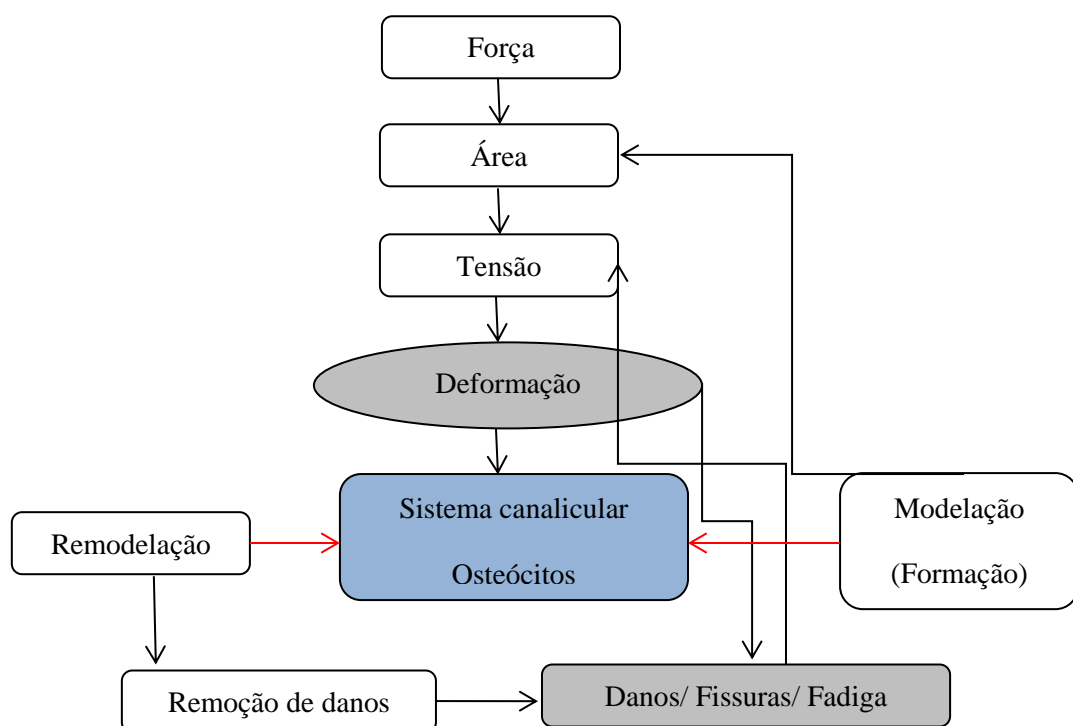 Força
Área
Tensão
Deformação
Sistema canalicular
Osteócitos
Modelação
(Formação)
Remodelação
Remoção de danos
Danos/ Fissuras/ Fadiga